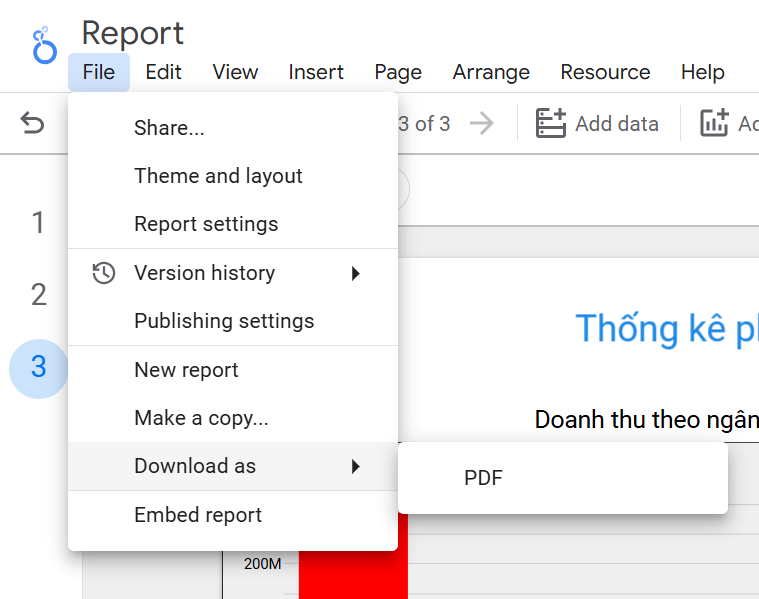 Report
File Edit View Insert Page Arrange Resource Help
3 of 3 Add data
Share...
Theme and layout
Report settings
Version history
Publishing settings
New report
Make a copy...
Download as
PDF
Embed report
1
2
3
Thống kê
Doanh thu theo
200M